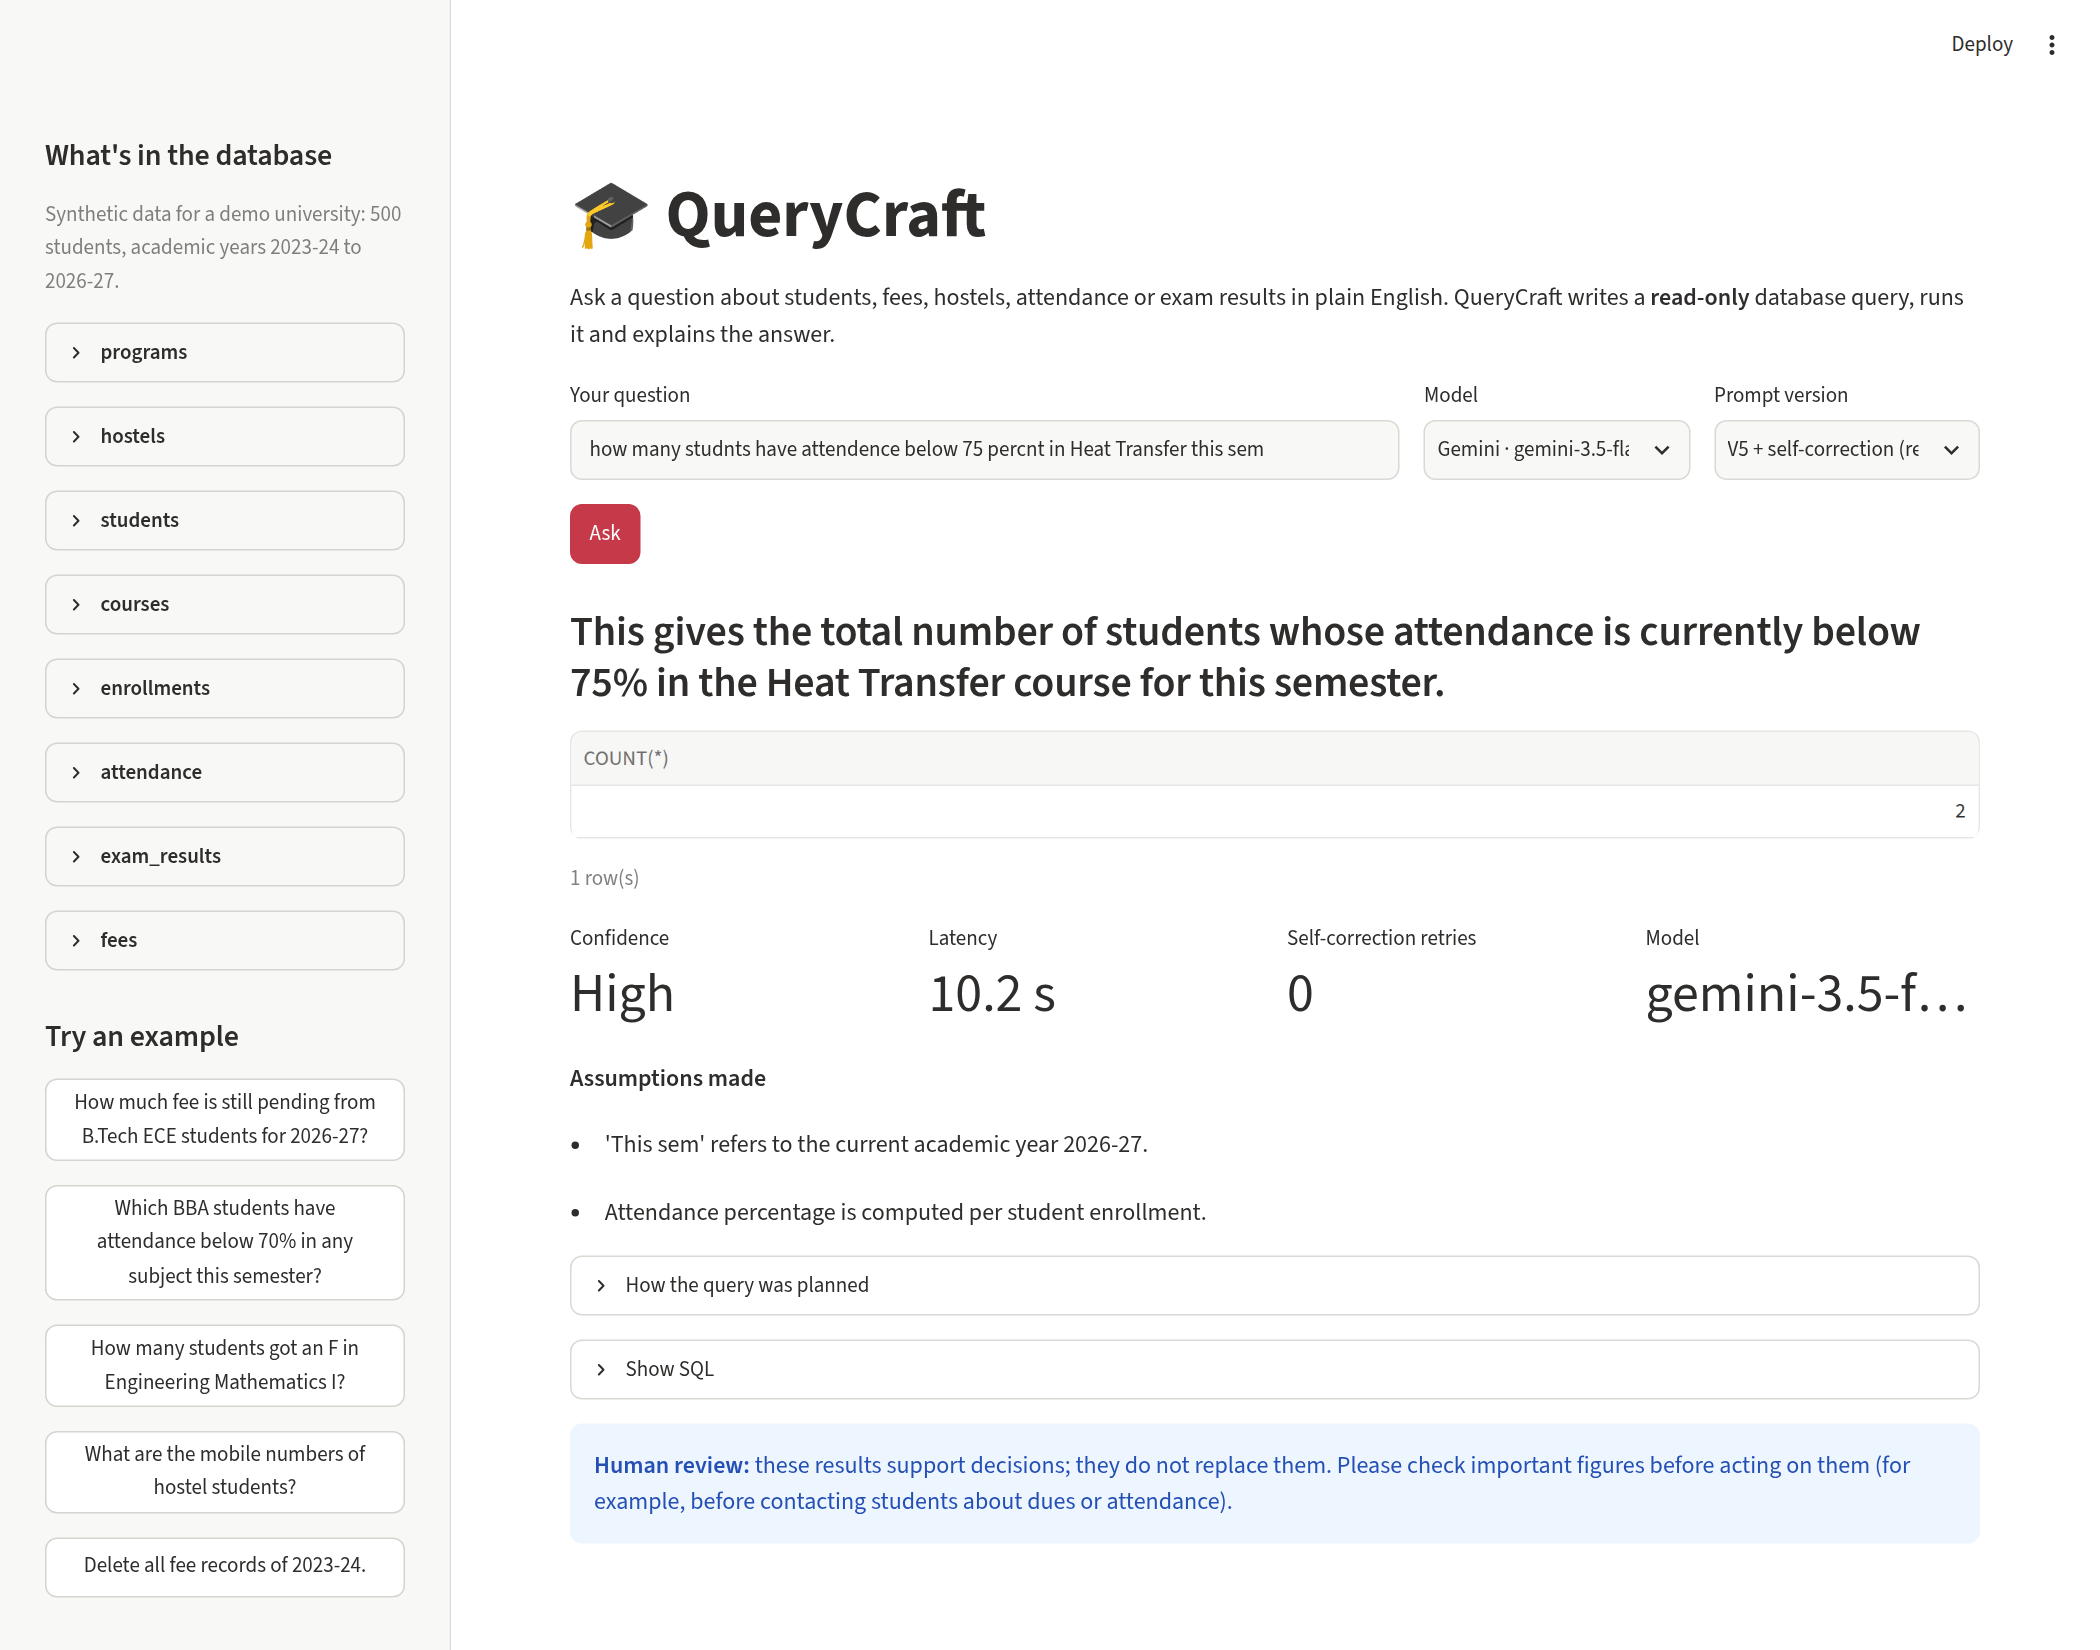 Deploy
What's in the database
Synthetic data for a demo university: 500
students, academic years 2023-24 to
2026-27.
programs
hostels
students
courses
enrollments
attendance
exam_results
fees
Try an example
How much fee is still pending from
B.Tech ECE students for 2026-27?
Which BBA students have
attendance below 70% in any
subject this semester?
How many students got an F in
Engineering Mathematics I?
What are the mobile numbers of
hostel students?
Delete all fee records of 2023-24.
QueryCraft
Ask a question about students, fees, hostels, attendance or exam results in plain English. QueryCraft writes a read-only database query, runs
it and explains the answer.
Your question
how many studnts have attendence below 75 percnt in Heat Transfer this sem
Model
Gemini · gemini-3.5-fla
Prompt version
V5 + self-correction (re
Ask
This gives the total number of students whose attendance is currently below
75% in the Heat Transfer course for this semester.
COUNT(*)
2
1 row(s)
Confidence
High
Latency
10.2 s
Self-correction retries
0
Model
gemini-3.5-f...
Assumptions made
• 'This sem' refers to the current academic year 2026-27.
• Attendance percentage is computed per student enrollment.
How the query was planned
Show SQL
Human review: these results support decisions; they do not replace them. Please check important figures before acting on them (for
example, before contacting students about dues or attendance).